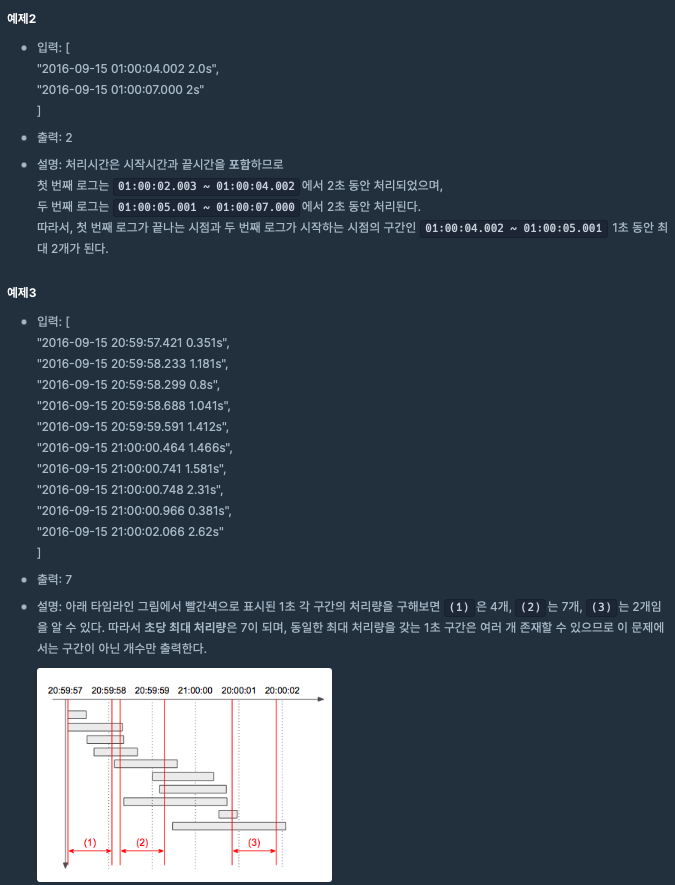 예제2
입력: [
"2016-09-15 01:00:04.002 2.0s",
"2016-09-15 01:00:07.000 2s"
]
출력: 2
설명: 처리시간은 시작시간과 끝시간을 포함하므로
첫 번째 로그는 01:00:02.003 ~ 01:00:04.002 에서 2초 동안 처리되었으며,
두 번째 로그는 01:00:05.001 ~ 01:00:07.000 에서 2초 동안 처리된다.
따라서, 첫 번째 로그가 끝나는 시점과 두 번째 로그가 시작하는 시점의 구간인 01:00:04.002 ~ 01:00:05.001 1초 동안 최
대 2개가 된다.
예제3
입력: [
"2016-09-15 20:59:57.421 0.351s",
"2016-09-15 20:59:58.233 1.181s",
"2016-09-15 20:59:58.299 0.8s",
"2016-09-15 20:59:58.688 1.041s",
"2016-09-15 20:59:59.591 1.412s",
"2016-09-15 21:00:00.464 1.466s",
"2016-09-15 21:00:00.741 1.581s",
"2016-09-15 21:00:00.748 2.31s",
"2016-09-15 21:00:00.966 0.381s",
"2016-09-15 21:00:02.066 2.62s"
]
출력: 7
설명: 아래 타임라인 그림에서 빨간색으로 표시된 1초 각 구간의 처리량을 구해보면 (1) 은 4개, (2) 는 7개, (3) 는 2개임
을 알 수 있다. 따라서 초당 최대 처리량은 7이 되며, 동일한 최대 처리량을 갖는 1초 구간은 여러 개 존재할 수 있으므로 이 문제에
서는 구간이 아닌 개수만 출력한다.
20:59:57 20:59:58 20:59:59 21:00:00 20:00:01 20:00:02
(1) (2) (3)